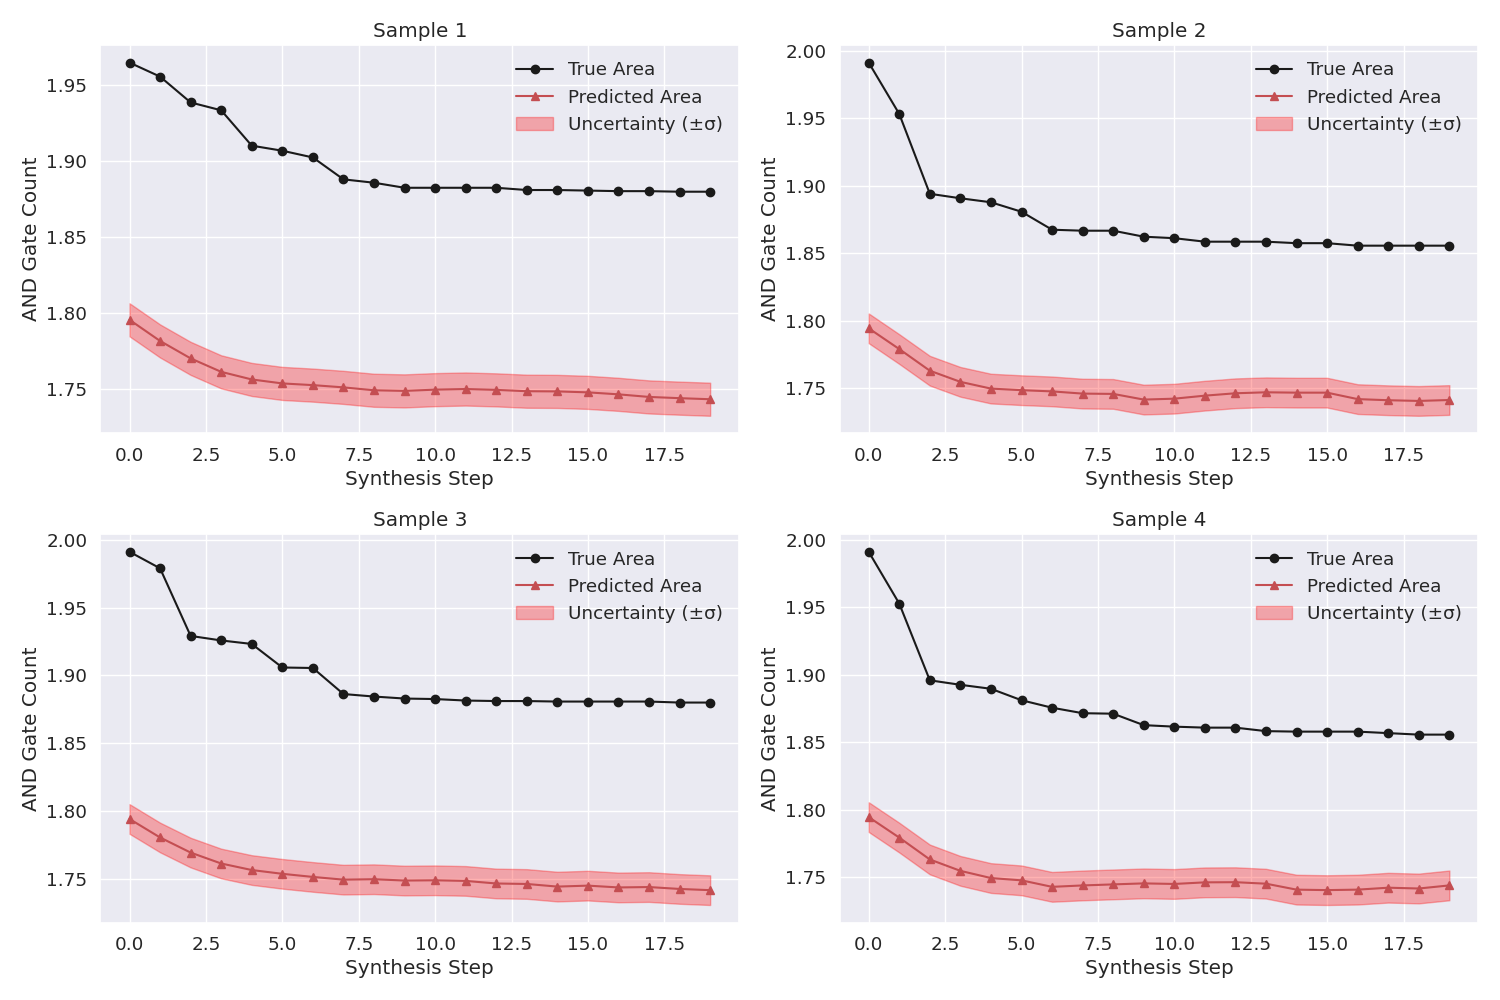 Sample 1
True Area
Predicted Area
Uncertainty (±σ)
AND Gate Count
1.95
1.90
1.85
1.80
1.75
0.0 2.5 5.0 7.5 10.0 12.5 15.0 17.5
Synthesis Step
Sample 2
True Area
Predicted Area
Uncertainty (±σ)
AND Gate Count
2.00
1.95
1.90
1.85
1.80
1.75
0.0 2.5 5.0 7.5 10.0 12.5 15.0 17.5
Synthesis Step
Sample 3
True Area
Predicted Area
Uncertainty (±σ)
AND Gate Count
2.00
1.95
1.90
1.85
1.80
1.75
0.0 2.5 5.0 7.5 10.0 12.5 15.0 17.5
Synthesis Step
Sample 4
True Area
Predicted Area
Uncertainty (±σ)
AND Gate Count
2.00
1.95
1.90
1.85
1.80
1.75
0.0 2.5 5.0 7.5 10.0 12.5 15.0 17.5
Synthesis Step